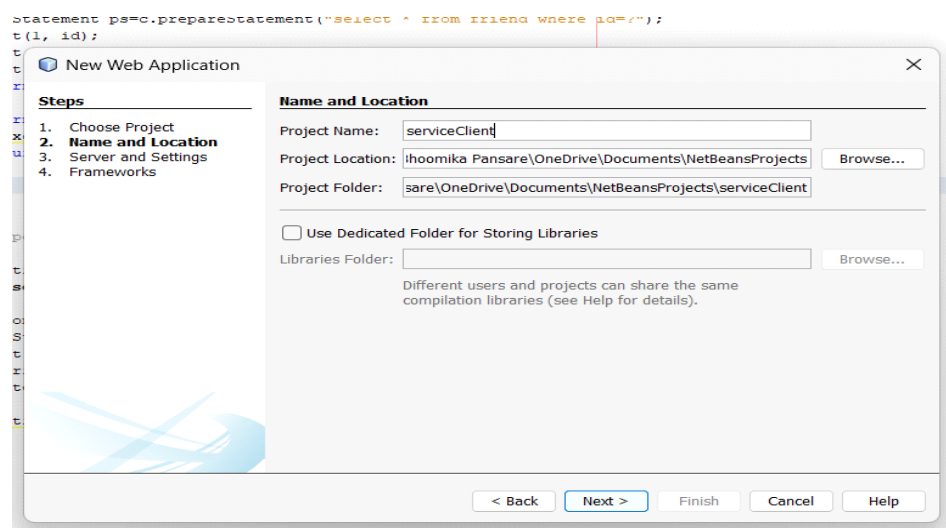 Statement ps=c.prepareStatement("select * from friend where id=?");
t(1, id);
New Web Application
Steps
1. Choose Project
2. Name and Location
3. Server and Settings
4. Frameworks
Name and Location
Project Name: serviceClient
Project Location: hoomika Pansare\OneDrive\Documents\NetBeansProjects Browse...
Project Folder: sare\OneDrive\Documents\NetBeansProjects\serviceClient
Use Dedicated Folder for Storing Libraries
Libraries Folder: Browse...
Different users and projects can share the same
compilation libraries (see Help for details).
< Back Next > Finish Cancel Help